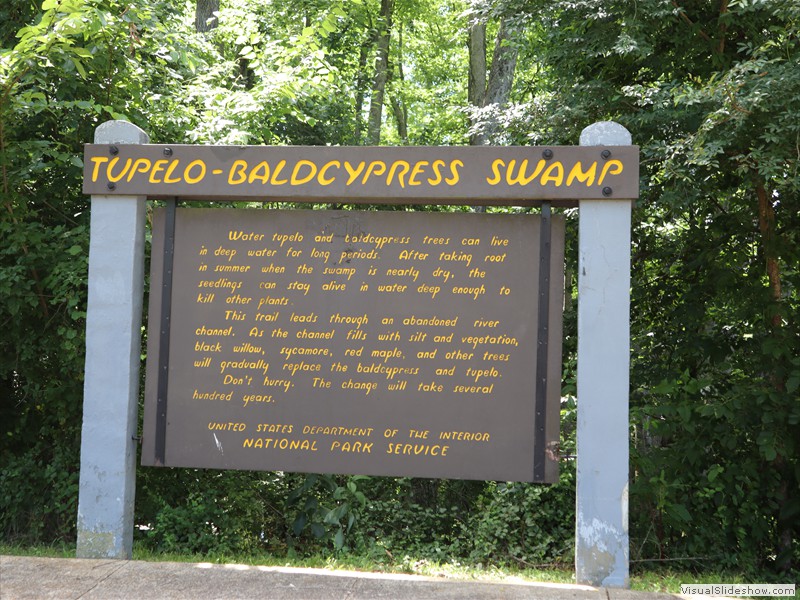 TUPELO-BALDCYPRESS SWAMP
Water tupelo and baldcypress trees can live
in deep water for long periods. After taking root
in summer when the swamp is nearly dry, the
seedlings can stay alive in water deep enough to
kill other plants.
This trail leads through an abandoned river
channel. As the channel fills with silt and vegetation,
black willow, sycamore, red maple, and other trees
will gradually replace the baldcypress and tupelo.
Don't hurry. The change will take several
hundred years.
UNITED STATES DEPARTMENT OF THE INTERIOR
NATIONAL PARK SERVICE
VisualSlideshow.com